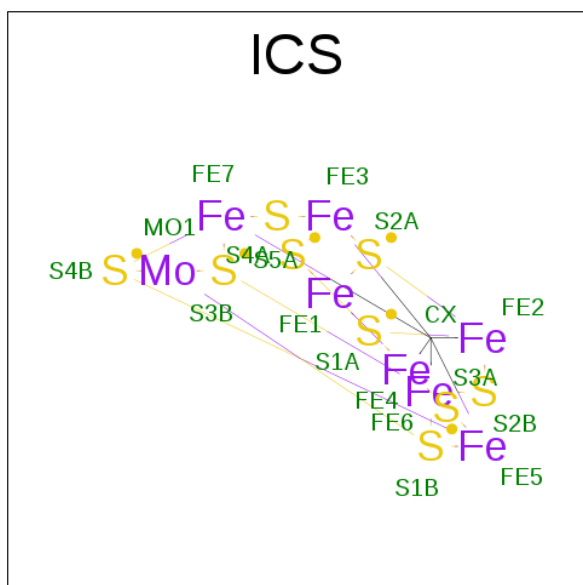 ICS
FE7
FE3
Fe S Fe
S2A
MO1
S4A S5A
S S
S4B S Mo S
Fe
S3B
FE1
CX
FE2
S
Fe
S1A
Fe
S3A
FE4
Fe
S
S
FE6
S2B
S Fe
S1B
FE5